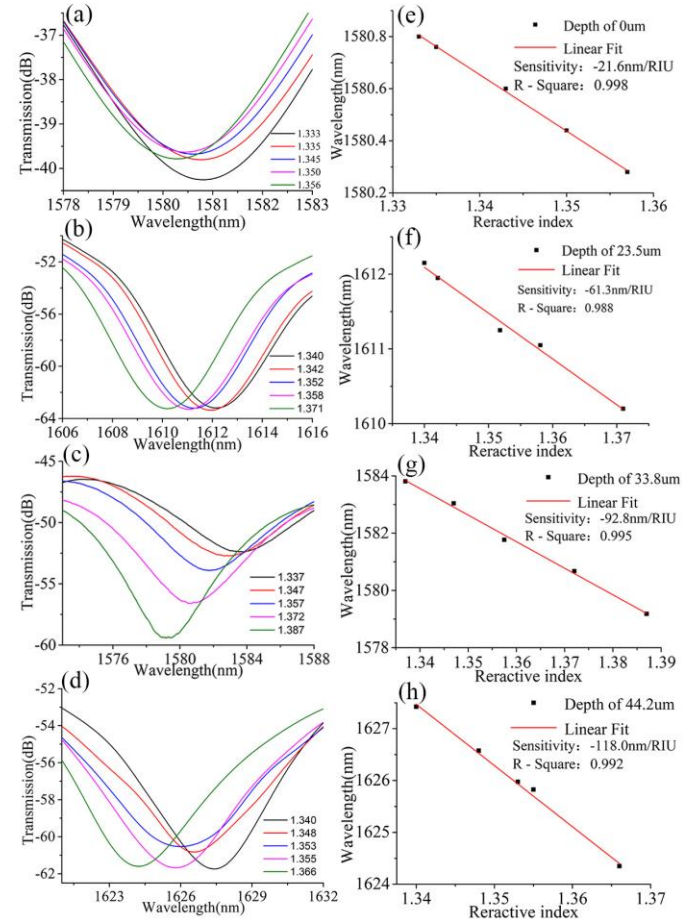 (a)
-37
-38
-39
-40
Transmission(dB)
1.333
1.335
1.345
1.350
1.356
1578 1579 1580 1581 1582 1583
Wavelength(nm)
(e)
1580.8
1580.6
1580.4
1580.2
Wavelength(nm)
Depth of 0um
Linear Fit
Sensitivity: -21.6nm/RIU
R - Square: 0.998
1.33 1.34 1.35 1.36
Reractive index
(b)
-52
-56
-60
-64
Transmission(dB)
1.340
1.342
1.352
1.358
1.371
1606 1608 1610 1612 1614 1616
Wavelength(nm)
(f)
1612
1611
1610
Wavelength(nm)
Depth of 23.5um
Linear Fit
Sensitivity: -61.3nm/RIU
R - Square: 0.988
1.34 1.35 1.36 1.37
Reractive index
(c)
-45
-50
-55
-60
Transmission(dB)
1.337
1.347
1.357
1.372
1.387
1576 1580 1584 1588
Wavelength(nm)
(g)
1584
1582
1580
1578
Wavelength(nm)
Depth of 33.8um
Linear Fit
Sensitivity: -92.8nm/RIU
R - Square: 0.995
1.34 1.35 1.36 1.37 1.38 1.39
Reractive index
(d)
-52
-54
-56
-58
-60
-62
Transmission(dB)
1.340
1.348
1.353
1.355
1.366
1623 1626 1629 1632
Wavelength(nm)
(h)
1627
1626
1624
1624
Wavelength(nm)
Depth of 44.2um
Linear Fit
Sensitivity: -118.0nm/RIU
R - Square: 0.992
1.34 1.35 1.36 1.37
Reractive index